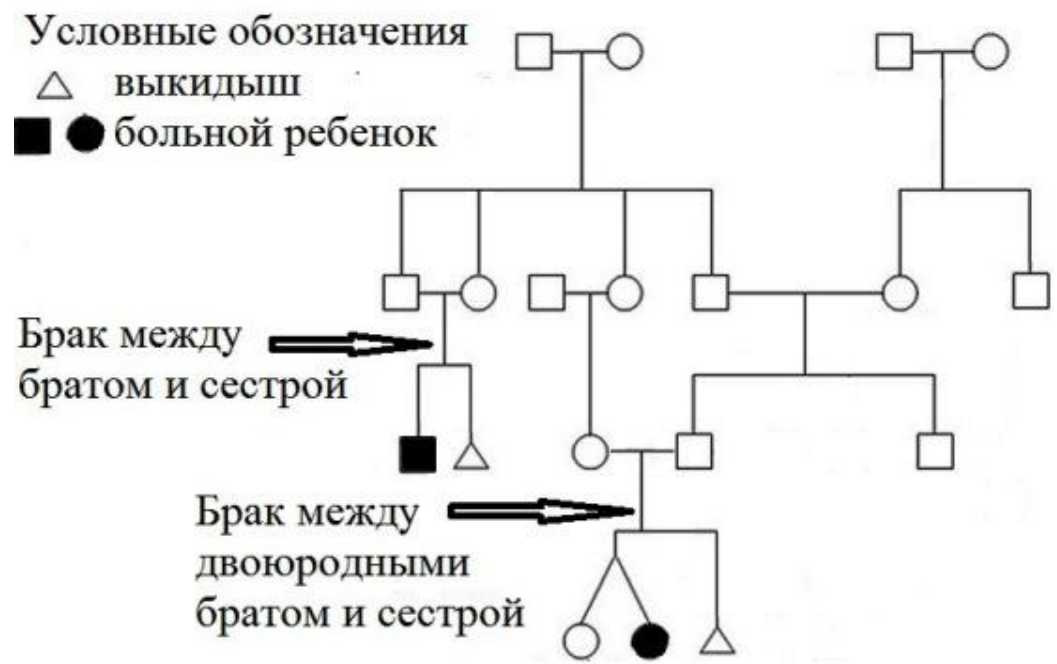 Условные обозначения
выкидыш
больной ребенок
Брак между
братом и сестрой
Брак между
двоюродными
братом и сестрой